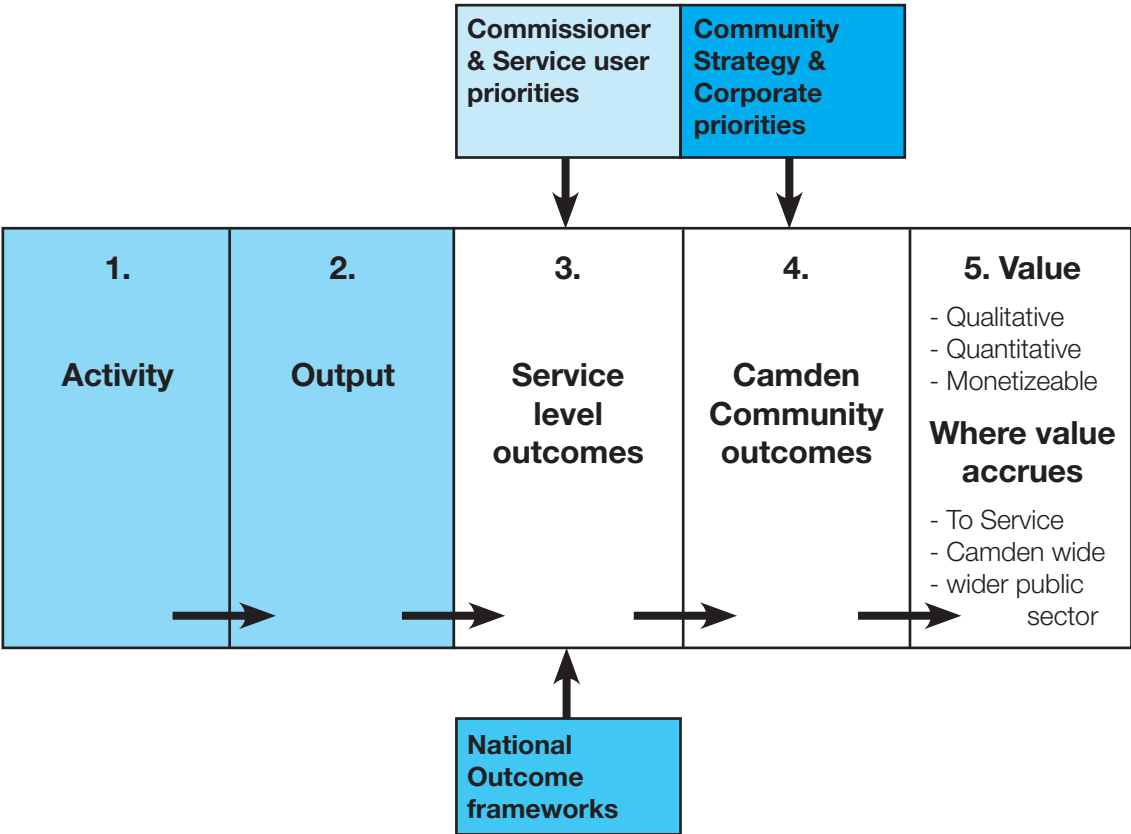 Commissioner
& Service user
priorities
Community
Strategy &
Corporate
priorities
1.
Activity
2.
Output
3.
Service
level
outcomes
4.
Camden
Community
outcomes
5. Value
- Qualitative
- Quantitative
- Monetizeable
Where value
accrues
- To Service
- Camden wide
- wider public
sector
National
Outcome
frameworks